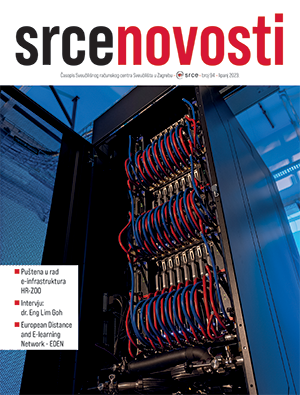 srcenovosti
Časopis Sveučilišnog računskog centra Sveučilišta u Zagrebu - srce - broj 94 - lipanj 2023.
Puštena u rad
e-infrastruktura
HR-ZOO
Intervju:
dr. Eng Lim Goh
European Distance
and E-learning
Network - EDEN